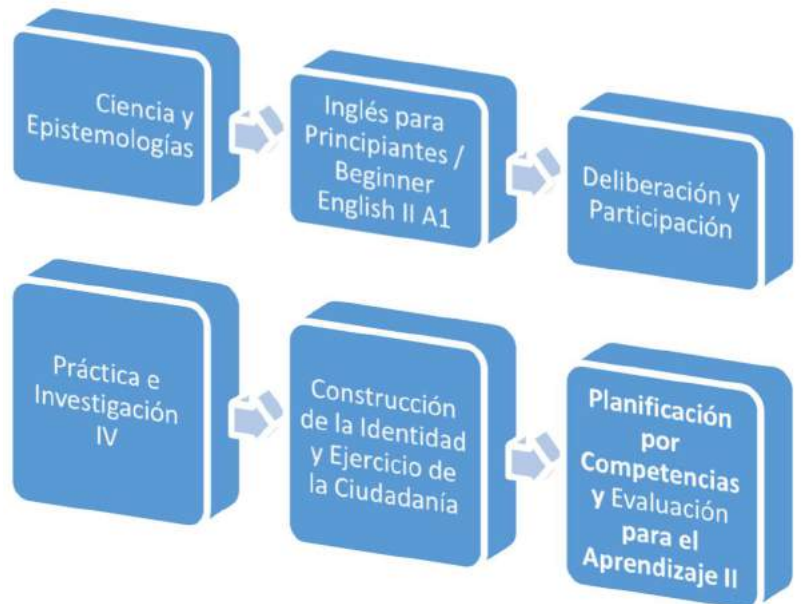 Ciencia y
Epistemologías
Inglés para
Principiantes /
Beginner
English II A1
Deliberación y
Participación
Práctica e
Investigación
IV
Construcción
de la Identidad
y Ejercicio de
la Ciudadanía
Planificación
por
Competencias
y Evaluación
para el
Aprendizaje II